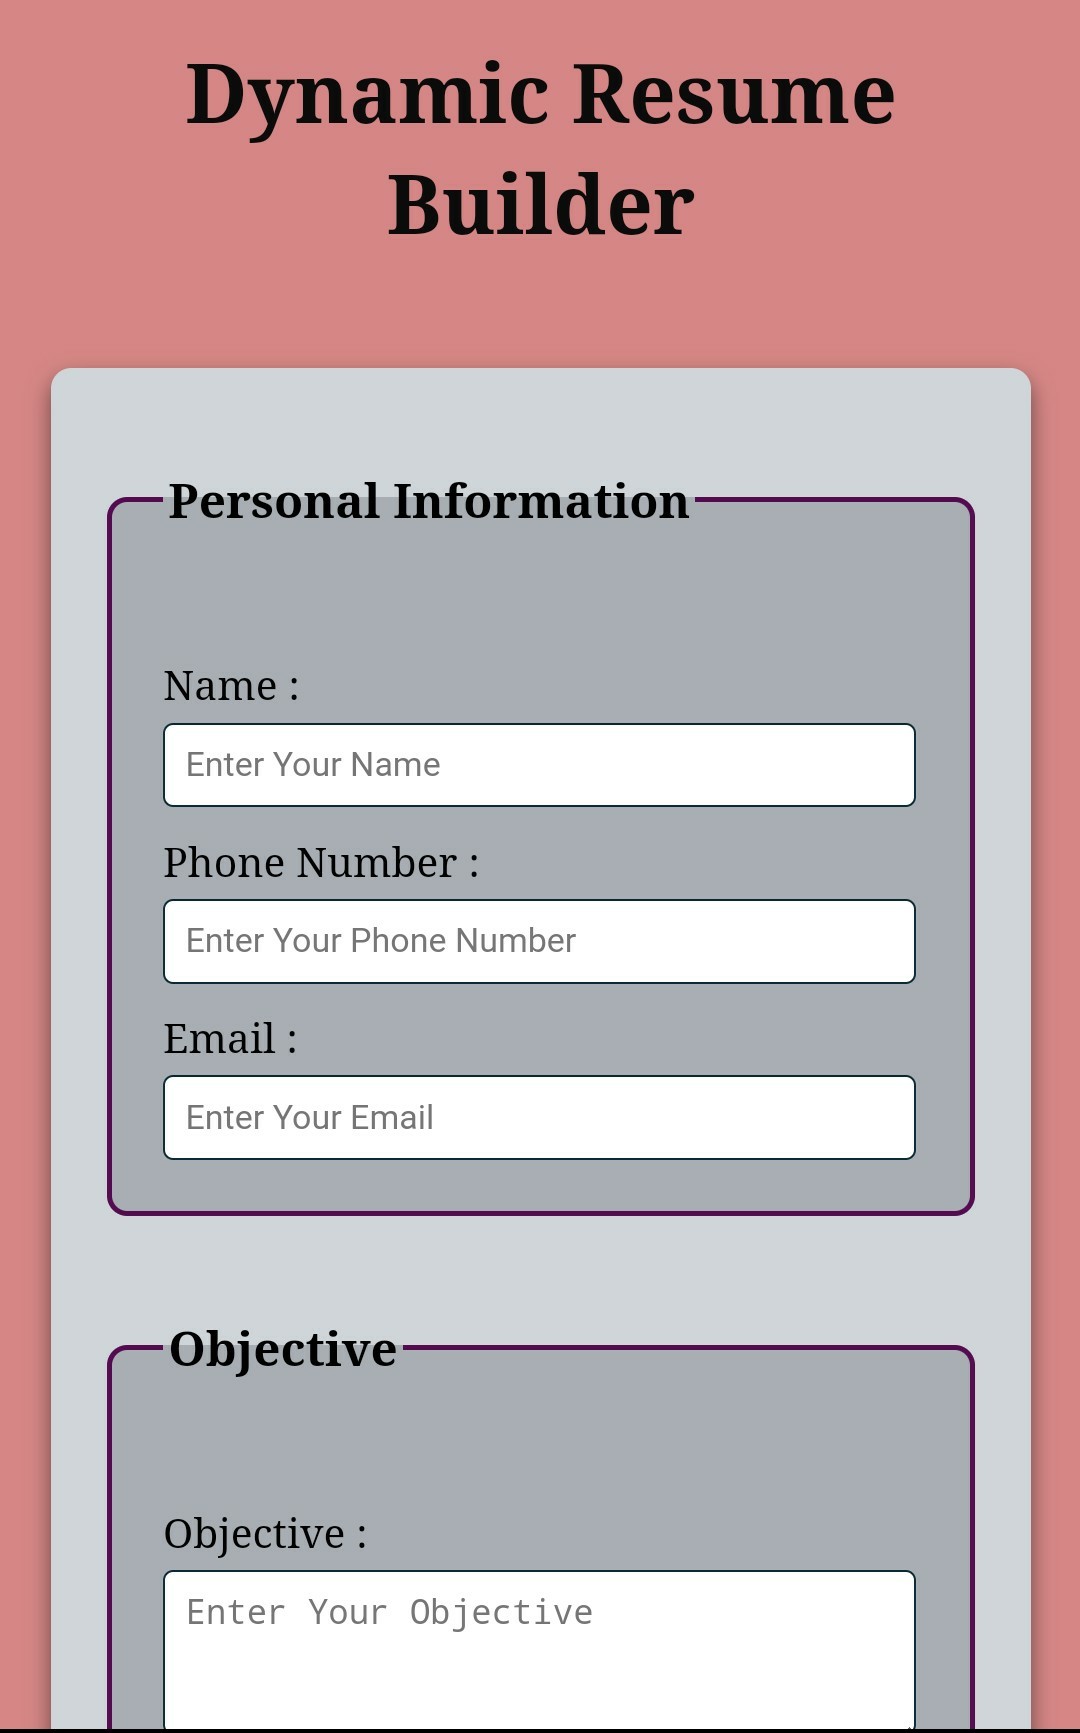 Dynamic Resume
Builder
Personal Information
Name :
Enter Your Name
Phone Number :
Enter Your Phone Number
Email :
Enter Your Email
Objective
Objective :
Enter Your Objective